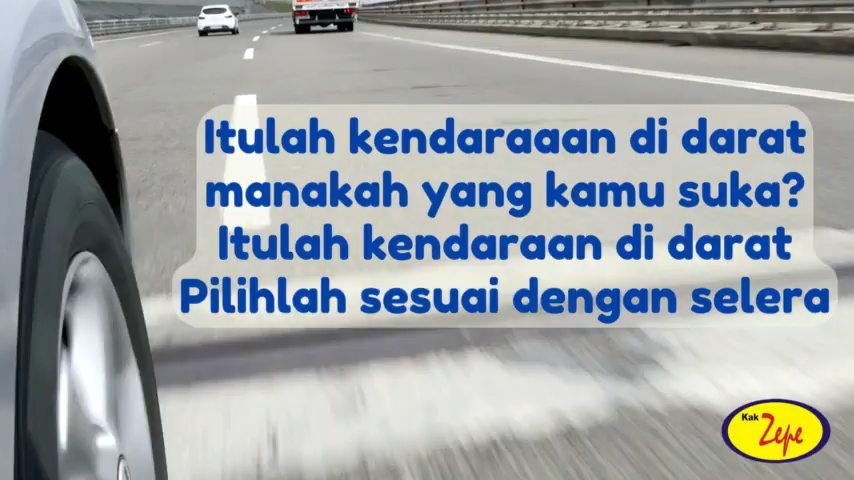 Itulah kendaraaan di darat
manakah yang kamu suka?
Itulah kendaraan di darat
Pilihlah sesuai dengan selera
Kak
Zepe